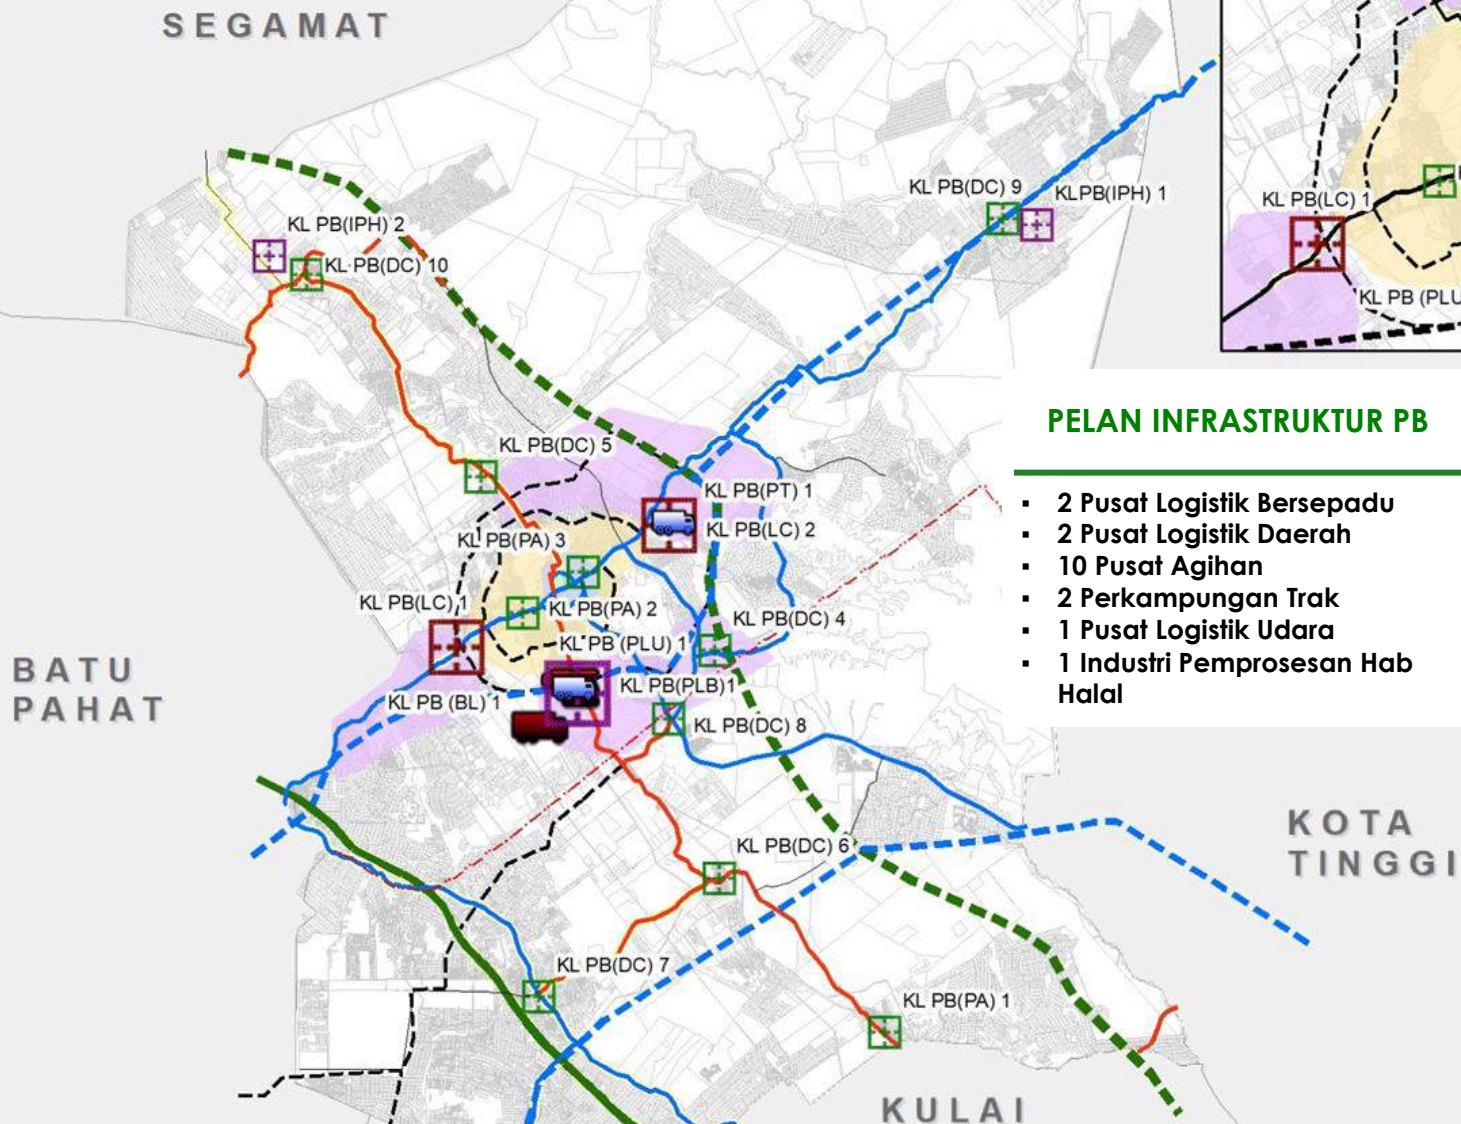 SEGAMAT
KL PB(DC) 9
KLPB(IPH) 1
KL PB(LC) 1
KL PB(IPH) 2
KL PB(DC) 10
KL PB (PLU
PELAN INFRASTRUKTUR PB
KL PB(DC) 5
KL PB(PT) 1
▪ 2 Pusat Logistik Bersepadu
KL PB(LC) 2
▪ 2 Pusat Logistik Daerah
KL PB(PA) 3
▪ 10 Pusat Agihan
▪ 2 Perkampungan Trak
KL PB(LC) 1
KL PB(PA) 2
KL PB(DC) 4
▪ 1 Pusat Logistik Udara
KL PB (PLU) 1
▪ 1 Industri Pemprosesan Hab
Halal
BATU
PAHAT
KL PB(PLB) 1
KL PB (BL) 1
KL PB(DC) 8
KOTA
TINGGI
KL PB(DC) 6
KL PB(DC) 7
KL PB(PA) 1
KULAI